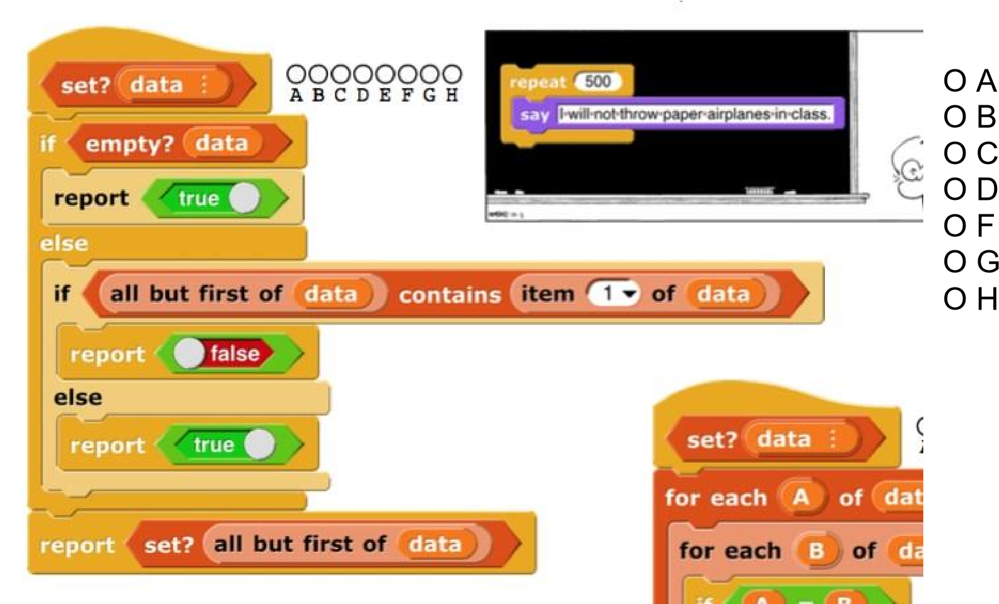 set? data
A B C D E F G H
if empty? data
report true
else
if all but first of data contains item 1 of data
report false
else
report true
report set? all but first of data
repeat 500
say I will not throw paper airplanes in class.
O A
O B
O C
O D
O F
O G
O H
set? data
for each A of dat
for each B of da
if A = B